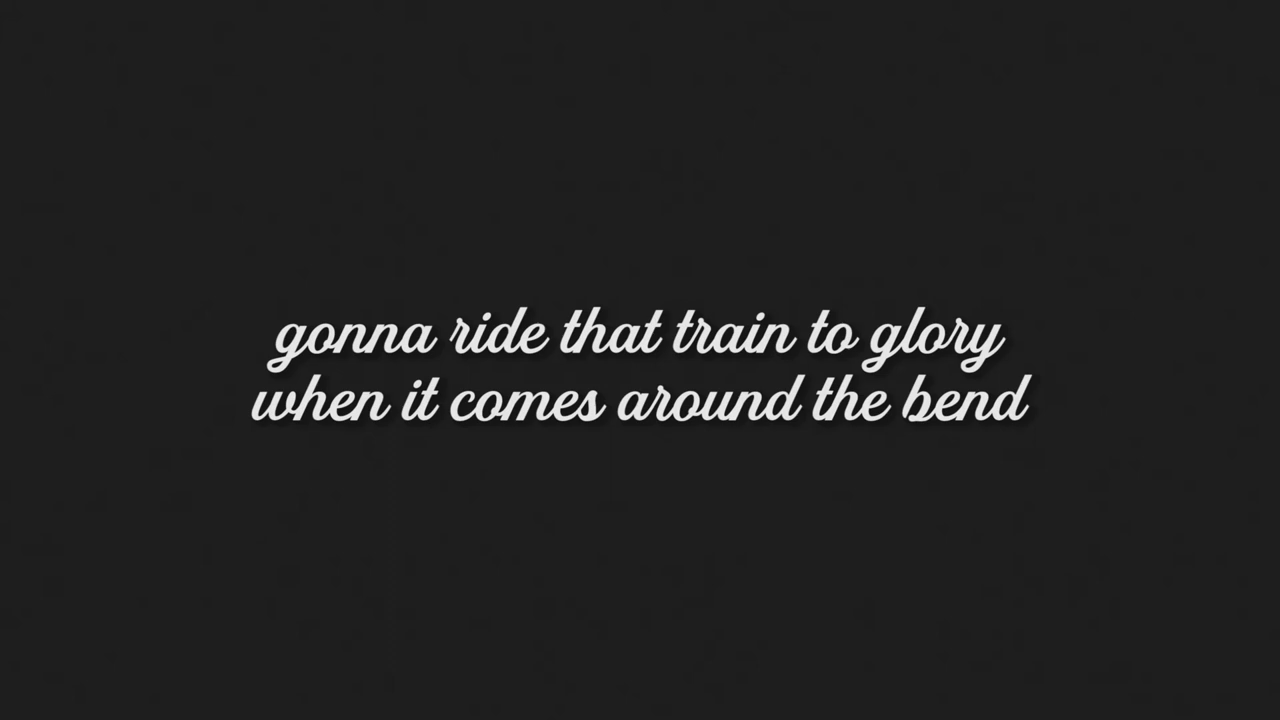 gonna ride that train to glory
when it comes around the bend